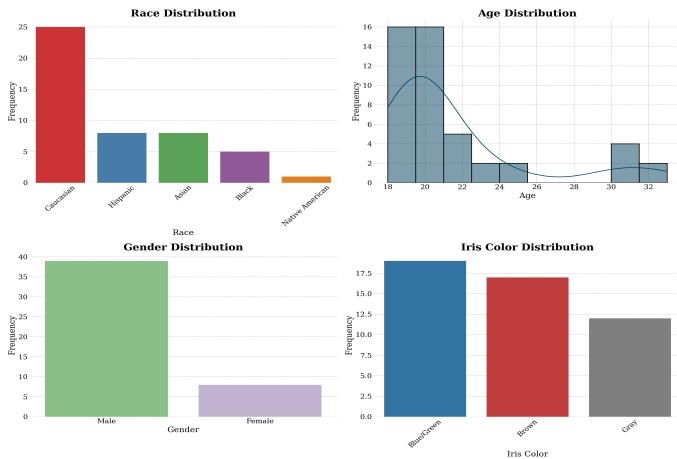 Race Distribution
Frequency
25
20
15
10
5
0
Caucasian
Hispanic
Asian
Black
Native American
Race
Age Distribution
Frequency
16
14
12
10
8
6
4
2
0
18 20 22 24 26 28 30 32
Age
Gender Distribution
Frequency
40
35
30
25
20
15
10
5
0
Male Female
Gender
Iris Color Distribution
Frequency
17.5
15.0
12.5
10.0
7.5
5.0
2.5
0.0
Blue/Green
Brown
Gray
Iris Color